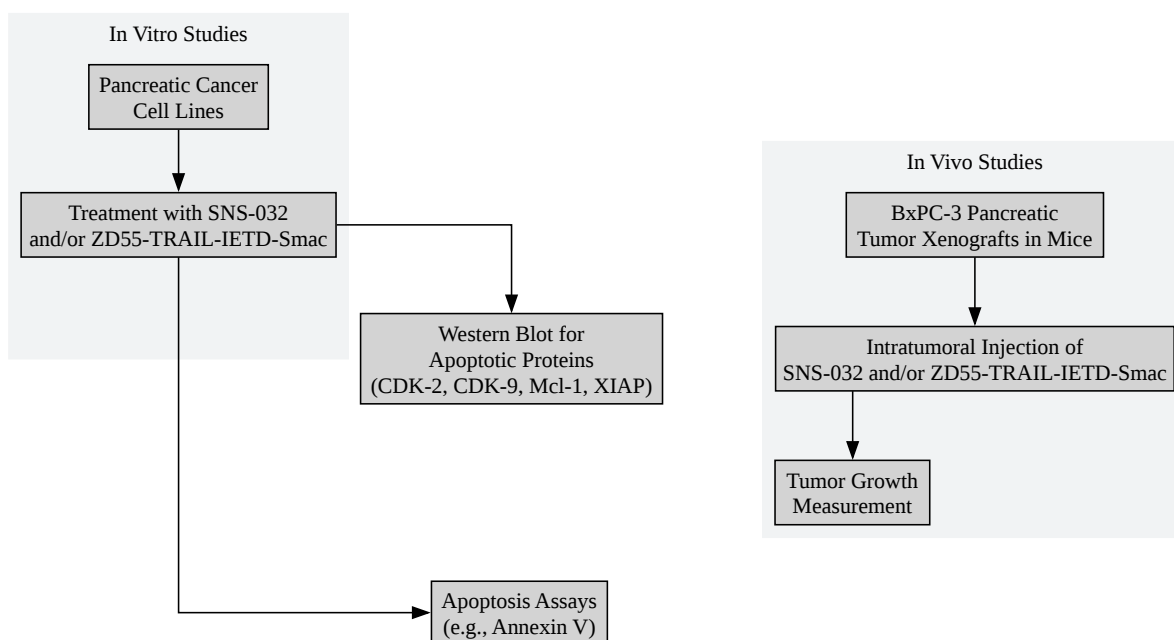 In Vitro Studies
Pancreatic Cancer
Cell Lines
Treatment with SNS-032
and/or ZD55-TRAIL-IETD-Smac
Western Blot for
Apoptotic Proteins
(CDK-2, CDK-9, Mcl-1, XIAP)
Apoptosis Assays
(e.g., Annexin V)
In Vivo Studies
BxPC-3 Pancreatic
Tumor Xenografts in Mice
Intratumoral Injection of
SNS-032 and/or ZD55-TRAIL-IETD-Smac
Tumor Growth
Measurement